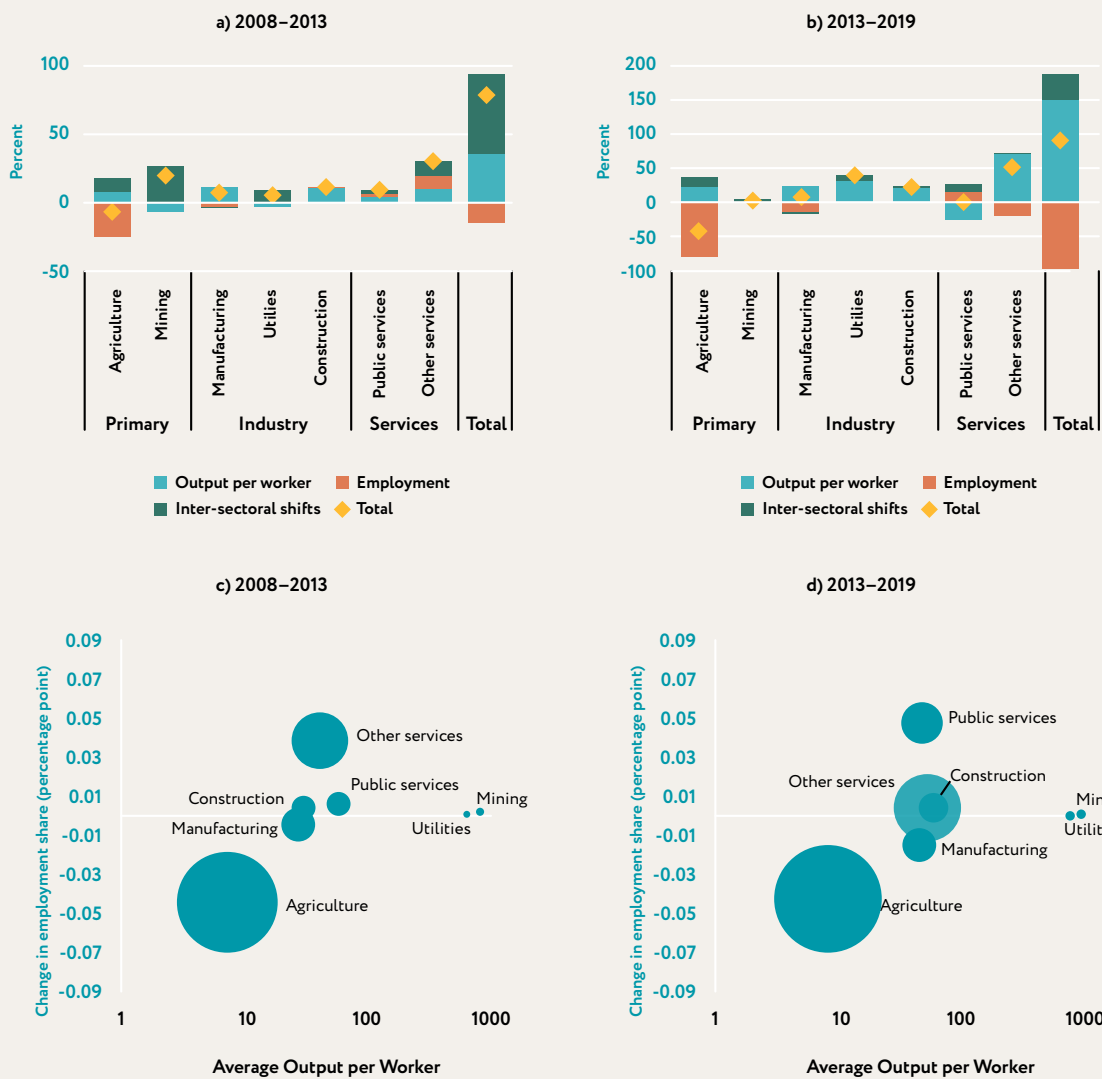 a) 2008–2013
100
50
0
-50
Percent
Agriculture
Mining
Manufacturing
Utilies
Construction
Public services
Other services
Primary
Industry
Services
Total
Output per worker
Employment
Inter-sectoral shifts
Total
b) 2013–2019
200
150
100
50
0
-50
-100
Percent
Agriculture
Mining
Manufacturing
Utilies
Construction
Public services
Other services
Primary
Industry
Services
Total
Output per worker
Employment
Inter-sectoral shifts
Total
c) 2008–2013
0.09
0.07
0.05
0.03
0.01
-0.01
-0.03
-0.05
-0.07
-0.09
Change in employment share (percentage point)
Other services
Public services
Construction
Mining
Manufacturing
Utilities
Agriculture
1
10
100
1000
Average Output per Worker
d) 2013–2019
0.09
0.07
0.05
0.03
0.01
-0.01
-0.03
-0.05
-0.07
-0.09
Change in employment share (percentage point)
Public services
Other services
Construction
Min
Utilit
Manufacturing
Agriculture
1
10
100
1000
Average Output per Worker